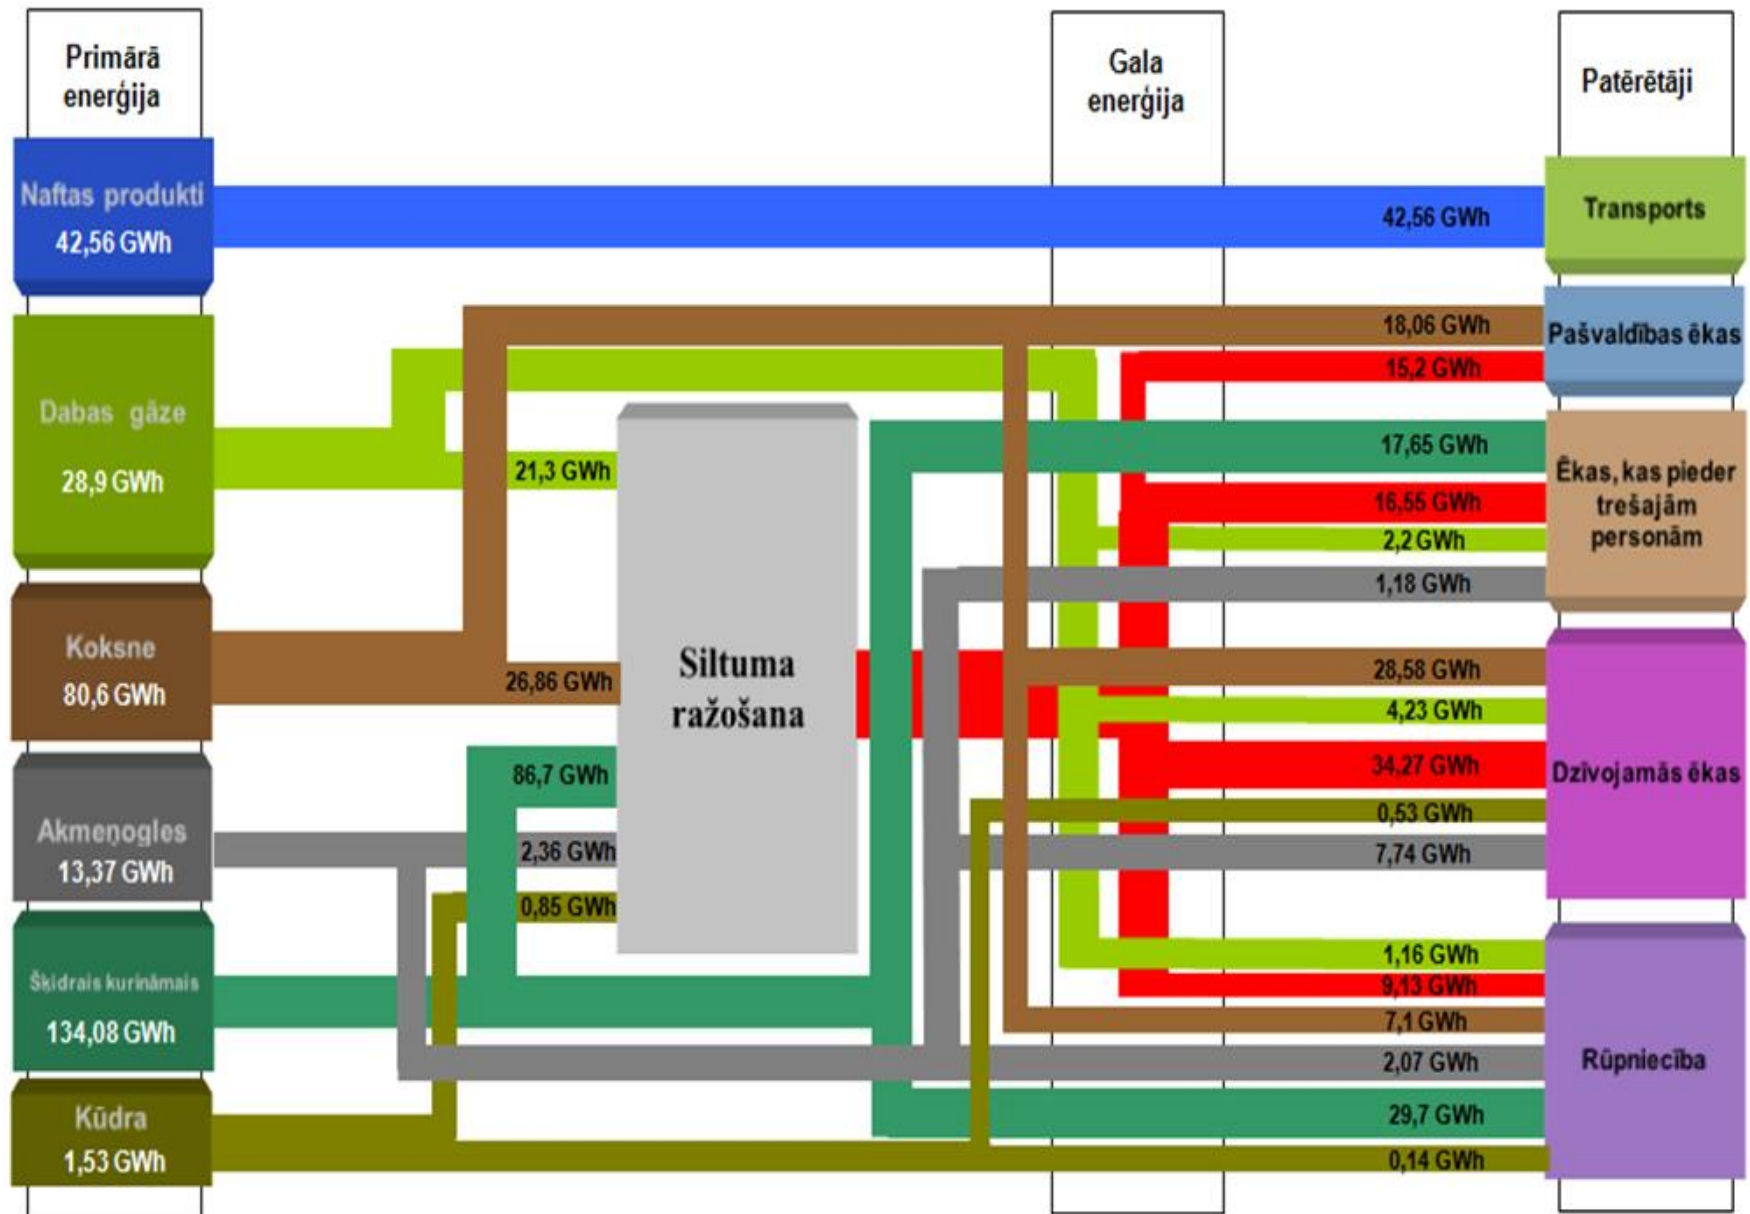 Primārā
enerģija
Gala
enerģija
Patērētāji
Naftas produkti
42,56 GWh
Dabas gāze
28,9 GWh
Koksne
80,6 GWh
Akmeņogles
13,37 GWh
Šķidrais kurināmais
134,08 GWh
Kūdra
1,53 GWh
21,3 GWh
26,86 GWh
86,7 GWh
2,36 GWh
0,85 GWh
Siltuma
ražošana
42,56 GWh
18,06 GWh
15,2 GWh
17,65 GWh
16,55 GWh
2,2 GWh
1,18 GWh
28,58 GWh
4,23 GWh
34,27 GWh
0,53 GWh
7,74 GWh
1,16 GWh
9,13 GWh
7,1 GWh
2,07 GWh
29,7 GWh
0,14 GWh
Transports
Pašvaldības ēkas
Ēkas, kas pieder
trešajām
personām
Dzīvojamās ēkas
Rūpniecība